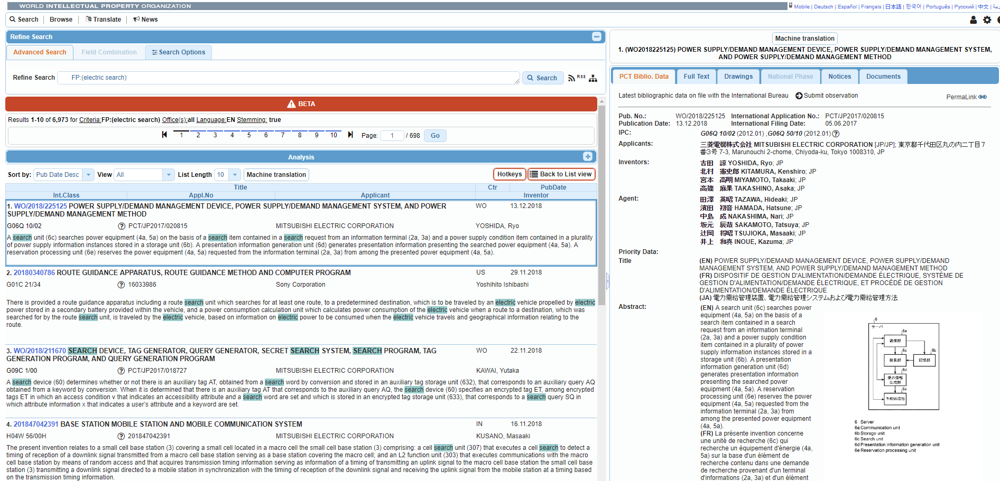 WORLD INTELLECTUAL PROPERTY ORGANIZATION
Mobile | Deutsch | Español | Français | 日本語 | 한국어 | Português | Русский | 中文 |
Search
Browse
Translate
News
Refine Search
Advanced Search
Field Combination
Search Options
Refine Search
FP:(electric search)
Search
RSS
BETA
Results 1-10 of 6,973 for Criteria:FP:(electric search) Office(s):all Language:EN Stemming: true
1 2 3 4 5 6 7 8 9 10 Page: 1 / 698 Go
Analysis
Sort by: Pub Date Desc View All List Length 10 Machine translation Hotkeys Back to List view
Title Ctr PubDate
Int.Class Appl.No Applicant Inventor
1. WO/2018/225125 POWER SUPPLY/DEMAND MANAGEMENT DEVICE, POWER SUPPLY/DEMAND MANAGEMENT SYSTEM, AND POWER WO 13.12.2018
SUPPLY/DEMAND MANAGEMENT METHOD
G06Q 10/02 PCT/JP2017/020815 MITSUBISHI ELECTRIC CORPORATION YOSHIDA, Ryo
A search unit (6c) searches power equipment (4a, 5a) on the basis of a search item contained in a search request from an information terminal (2a, 3a) and a power supply condition item contained in a plurality
of power supply information instances stored in a storage unit (6b). A presentation information generation unit (6d) generates presentation information presenting the searched power equipment (4a, 5a). A
reservation processing unit (6e) reserves the power equipment (4a, 5a) requested from the information terminal (2a, 3a) from among the presented power equipment (4a, 5a).
2. 20180340786 ROUTE GUIDANCE APPARATUS, ROUTE GUIDANCE METHOD AND COMPUTER PROGRAM US 29.11.2018
G01C 21/34 16033986 Sony Corporation Yoshihito Ishibashi
There is provided a route guidance apparatus including a route search unit which searches for at least one route, to a predetermined destination, which is to be traveled by an electric vehicle propelled by electric
power stored in a secondary battery provided within the vehicle, and a power consumption calculation unit which calculates power consumption of the electric vehicle when a route to a destination, which was
searched for by the route search unit, is traveled by the electric vehicle, based on information on electric power to be consumed when the electric vehicle travels and geographical information relating to the
route.
3. WO/2018/211670 SEARCH DEVICE, TAG GENERATOR, QUERY GENERATOR, SECRET SEARCH SYSTEM, SEARCH PROGRAM, TAG WO 22.11.2018
GENERATION PROGRAM, AND QUERY GENERATION PROGRAM
G09C 1/00 PCT/JP2017/018727 MITSUBISHI ELECTRIC CORPORATION KAWAI, Yutaka
A search device (60) determines whether or not there is an auxiliary tag AT, obtained from a search word by conversion and stored in an auxiliary tag storage unit (632), that corresponds to an auxiliary query AQ
obtained from a keyword by conversion. When it is determined that there is an auxiliary tag AT that corresponds to the auxiliary query AQ, the search device (60) specifies an encrypted tag ET, among encrypted
tags ET in which an access condition v that indicates an accessibility attribute and a search word are set and which is stored in an encrypted tag storage unit (633), that corresponds to a search query SQ in
which attribute information x that indicates a user's attribute and a keyword are set.
4. 201847042391 BASE STATION MOBILE STATION AND MOBILE COMMUNICATION SYSTEM IN 16.11.2018
H04W 56/00H 201847042391 MITSUBISHI ELECTRIC CORPORATION KUSANO, Masaaki
The present invention relates to a small cell base station (3) covering a small cell located in a macro cell the small cell base station (3) comprising: a cell search unit (307) that executes a cell search to detect a
timing of reception of a downlink signal transmitted from a macro cell base station serving as a base station covering the macro cell; and an L2 function unit (303) that executes communications with the macro
cell base station by means of random access and that acquires transmission timing information serving as information of a timing of transmitting an uplink signal to the macro cell base station the small cell base
station (3) transmitting a downlink signal directed to a mobile station in synchronization with the timing of reception of the downlink signal and receiving the uplink signal from the mobile station at a timing based
on the transmission timing information.
Machine translation
1. (WO2018225125) POWER SUPPLY/DEMAND MANAGEMENT DEVICE, POWER SUPPLY/DEMAND MANAGEMENT SYSTEM,
AND POWER SUPPLY/DEMAND MANAGEMENT METHOD
PCT Biblio. Data Full Text Drawings National Phase Notices Documents
Latest bibliographic data on file with the International Bureau Submit observation
PermaLink
Pub. No.: WO/2018/225125 International Application No.: PCT/JP2017/020815
Publication Date: 13.12.2018 International Filing Date: 05.06.2017
IPC: G06Q 10/02 (2012.01) ,G06Q 50/10 (2012.01)
Applicants: 三菱電機株式会社 MITSUBISHI ELECTRIC CORPORATION [JP/JP]; 東京都千代田区丸の内二丁目7
番3号 7-3, Marunouchi 2-chome, Chiyoda-ku, Tokyo 1008310, JP
Inventors: 吉田 諒 YOSHIDA, Ryo; JP
北村 憲史郎 KITAMURA, Kenshiro; JP
宮本 高明 MIYAMOTO, Takaaki; JP
高篠 麻果 TAKASHINO, Asaka; JP
Agent: 田澤 英昭 TAZAWA, Hideaki; JP
濱田 初音 HAMADA, Hatsune; JP
中島 成 NAKASHIMA, Nari; JP
坂元 辰哉 SAKAMOTO, Tatsuya; JP
辻岡 将昭 TSUJIOKA, Masaaki; JP
井上 和真 INOUE, Kazuma; JP
Priority Data:
Title (EN) POWER SUPPLY/DEMAND MANAGEMENT DEVICE, POWER SUPPLY/DEMAND
MANAGEMENT SYSTEM, AND POWER SUPPLY/DEMAND MANAGEMENT METHOD
(FR) DISPOSITIF DE GESTION D'ALIMENTATION/DEMANDE ÉLECTRIQUE, SYSTÈME DE
GESTION D'ALIMENTATION/DEMANDE ÉLECTRIQUE, ET PROCÉDÉ DE GESTION
D'ALIMENTATION/DEMANDE ÉLECTRIQUE
(JA) 電力需給管理装置、電力需給管理システムおよび電力需給管理方法
Abstract: (EN) A search unit (6c) searches power
equipment (4a, 5a) on the basis of a
search item contained in a search
request from an information terminal
(2a, 3a) and a power supply condition
item contained in a plurality of power
supply information instances stored in a
storage unit (6b). A presentation
information generation unit (6d)
generates presentation information
presenting the searched power
equipment (4a, 5a). A reservation
processing unit (6e) reserves the power
equipment (4a, 5a) requested from the
information terminal (2a, 3a) from
among the presented power equipment
(4a, 5a).
(FR) La présente invention concerne
une unité de recherche (6c) qui
recherche un équipement d'énergie (4a,
5a) sur la base d'un élément de
recherche contenu dans une demande
de recherche provenant d'un terminal
d'informations (2a, 3a) et d'un élément
6
サーバ
6a
通信部
6c
検索部
6b
記憶部
6d
提示情報
生成部
6e
予約処理部
6 Server
6a Communication unit
6b Storage unit
6c Search unit
6d Presentation information generation unit
6e Reservation processing unit